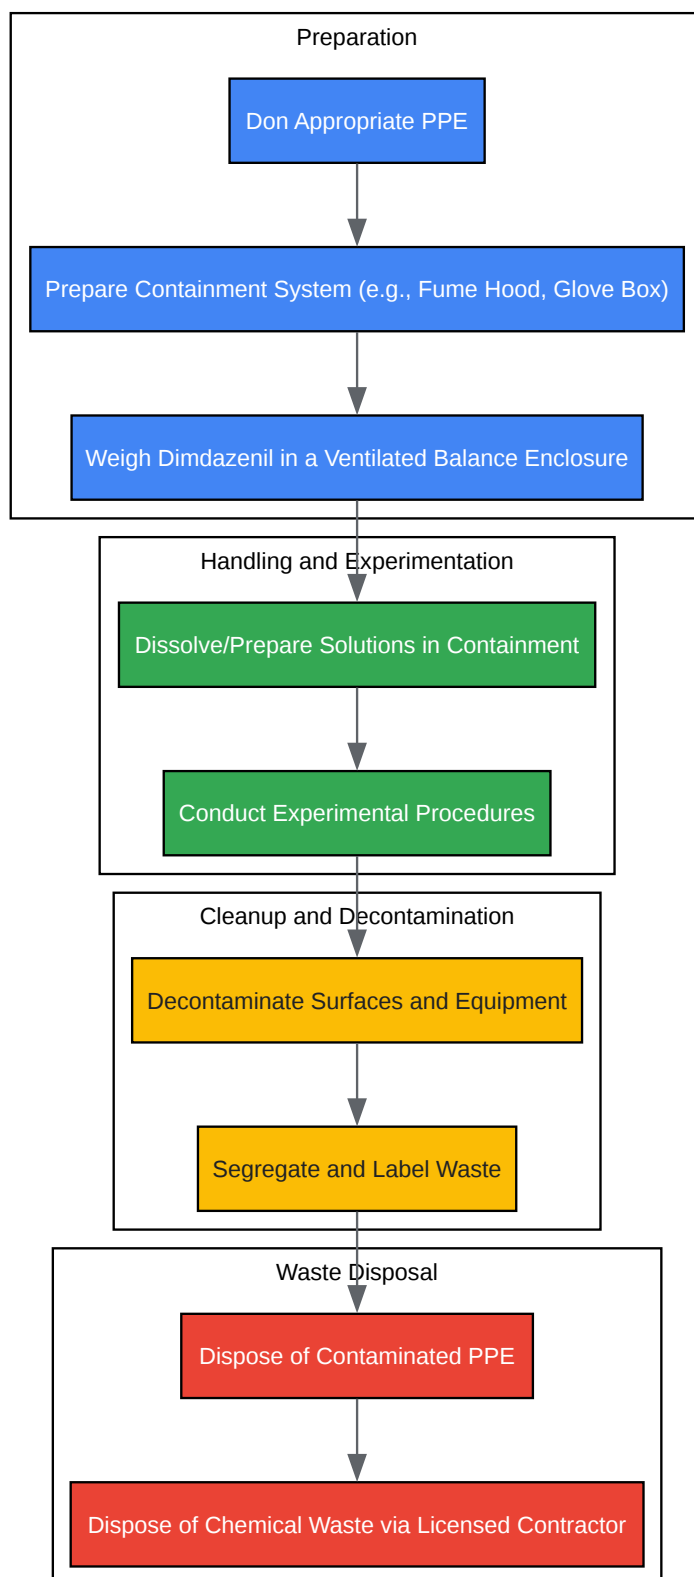 Preparation
Don Appropriate PPE
Prepare Containment System (e.g., Fume Hood, Glove Box)
Weigh Dimdazenil in a Ventilated Balance Enclosure
Handling and Experimentation
Dissolve/Prepare Solutions in Containment
Conduct Experimental Procedures
Cleanup and Decontamination
Decontaminate Surfaces and Equipment
Segregate and Label Waste
Waste Disposal
Dispose of Contaminated PPE
Dispose of Chemical Waste via Licensed Contractor